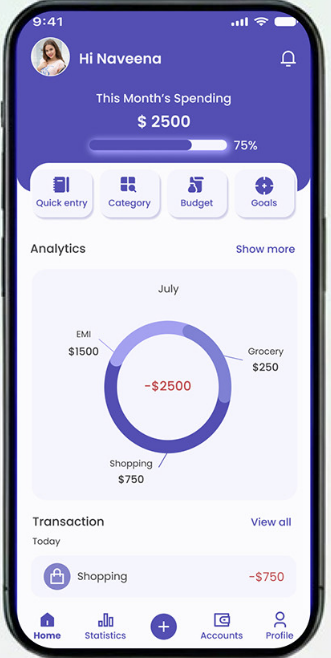 9:41
Hi Naveena
This Month's Spending
$ 2500
75%
Quick entry
Category
Budget
Goals
Analytics
Show more
July
EMI
$1500
Grocery
$250
-$2500
Shopping
$750
Transaction
View all
Today
Shopping
-$750
Home
Statistics
Accounts
Profile